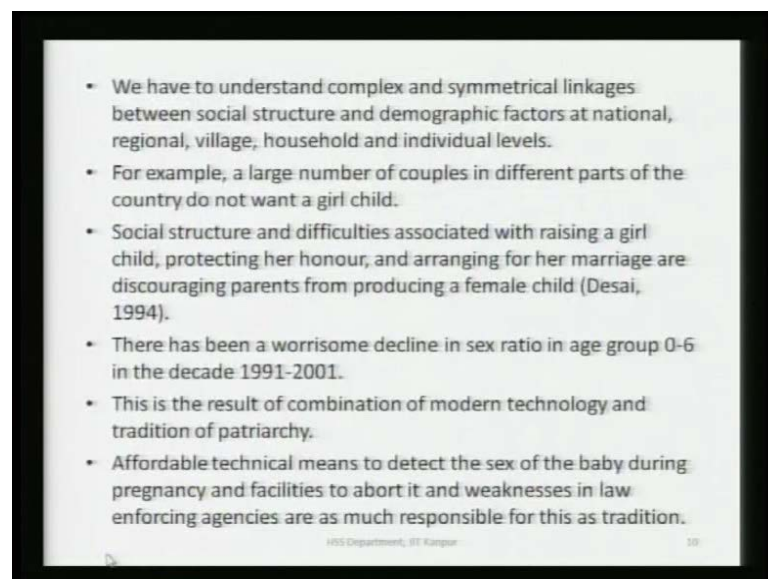 • We have to understand complex and symmetrical linkages
between social structure and demographic factors at national,
regional, village, household and individual levels.
• For example, a large number of couples in different parts of the
country do not want a girl child.
• Social structure and difficulties associated with raising a girl
child, protecting her honour, and arranging for her marriage are
discouraging parents from producing a female child (Desai,
1994).
• There has been a worrisome decline in sex ratio in age group 0-6
in the decade 1991-2001.
• This is the result of combination of modern technology and
tradition of patriarchy.
• Affordable technical means to detect the sex of the baby during
pregnancy and facilities to abort it and weaknesses in law
enforcing agencies are as much responsible for this as tradition.
HSS Department, IIT Kanpur 10